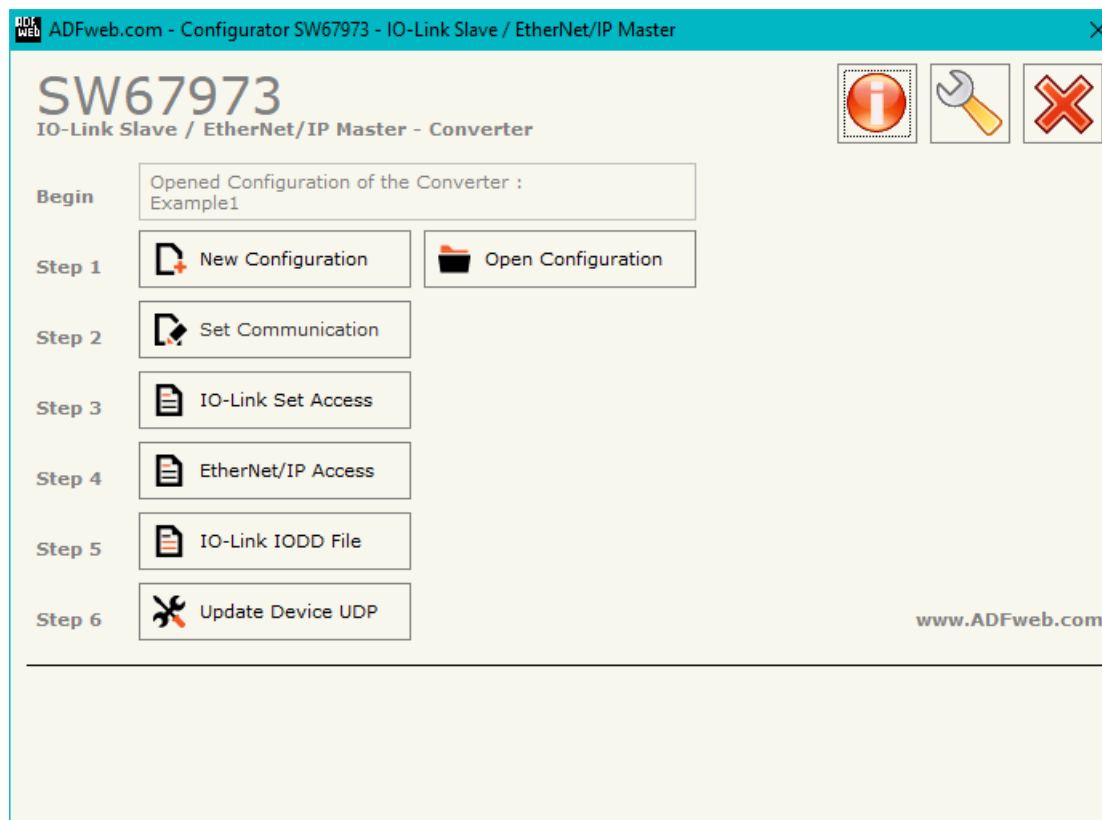 ADF WEB ADFweb.com - Configurator SW67973 - IO-Link Slave / EtherNet/IP Master
SW67973
IO-Link Slave / EtherNet/IP Master - Converter
Begin
Opened Configuration of the Converter :
Example1
Step 1
New Configuration
Open Configuration
Step 2
Set Communication
Step 3
IO-Link Set Access
Step 4
EtherNet/IP Access
Step 5
IO-Link IODD File
Step 6
Update Device UDP
www.ADFweb.com